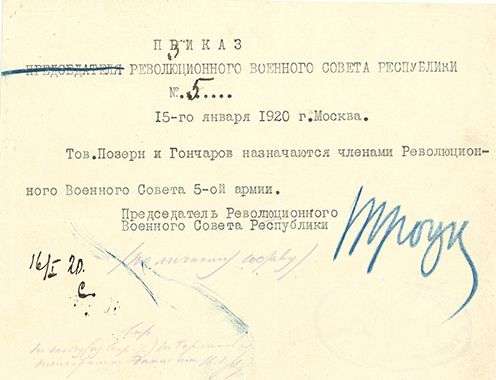 ПРИКАЗ
ПРЕДСЕДАТЕЛЯ РЕВОЛЮЦИОННОГО ВОЕННОГО СОВЕТА РЕСПУБЛИКИ
№.5.....
15-го января 1920 г.Москва.
Тов.Позерн и Гончаров назначаются членами Революцион-
ного Военного Совета 5-ой армии.
Председатель Революционного
Военного Совета Республики
Троцк
16/I 20.
С.